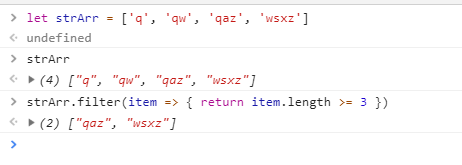 let strArr = ['q', 'qw', 'qaz', 'wsxz']
undefined
strArr
(4) ["q", "qw", "qaz", "wsxz"]
strArr.filter(item => { return item.length >= 3 })
(2) ["qaz", "wsxz"]